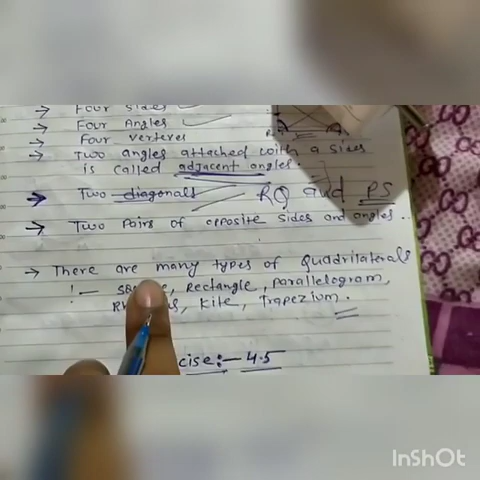 → Four sides
→ Four Angles
→ Four vertexes
→ Two angles attached with a sides
is called adjacent angles.
→ Two diagonals RQ and PS
→ Two Pairs of opposite sides and angles..
→ There are many types of Quadrilaterals
:— Rectangle, Parallelogram,
Kite, Trapezium.
cise:— 4.5
InShOt